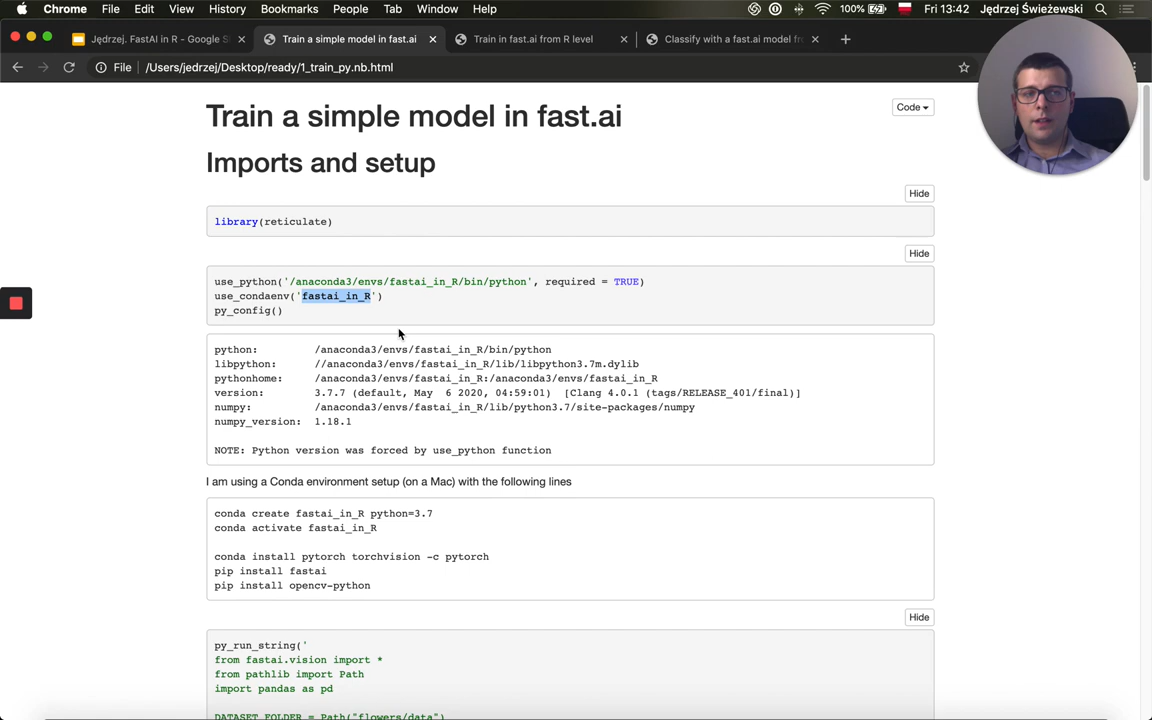 Chrome File Edit View History Bookmarks People Tab Window Help 100% Fri 13:42 Jędrzej Świeżewski
Jędrzej. FastAI in R - Google S
Train a simple model in fast.ai
Train in fast.ai from R level
Classify with a fast.ai model fr
File /Users/jedrzej/Desktop/ready/1_train_py.nb.html
Train a simple model in fast.ai
Code
Imports and setup
Hide
library(reticulate)
Hide
use_python('/anaconda3/envs/fastai_in_R/bin/python', required = TRUE)
use_condaenv('fastai_in_R')
py_config()
python: /anaconda3/envs/fastai_in_R/bin/python
libpython: //anaconda3/envs/fastai_in_R/lib/libpython3.7m.dylib
pythonhome: /anaconda3/envs/fastai_in_R:/anaconda3/envs/fastai_in_R
version: 3.7.7 (default, May 6 2020, 04:59:01) [Clang 4.0.1 (tags/RELEASE_401/final)]
numpy: /anaconda3/envs/fastai_in_R/lib/python3.7/site-packages/numpy
numpy_version: 1.18.1
NOTE: Python version was forced by use_python function
I am using a Conda environment setup (on a Mac) with the following lines
conda create fastai_in_R python=3.7
conda activate fastai_in_R
conda install pytorch torchvision -c pytorch
pip install fastai
pip install opencv-python
Hide
py_run_string('
from fastai.vision import *
from pathlib import Path
import pandas as pd
DATASET_FOLDER = Path("flowers/data")